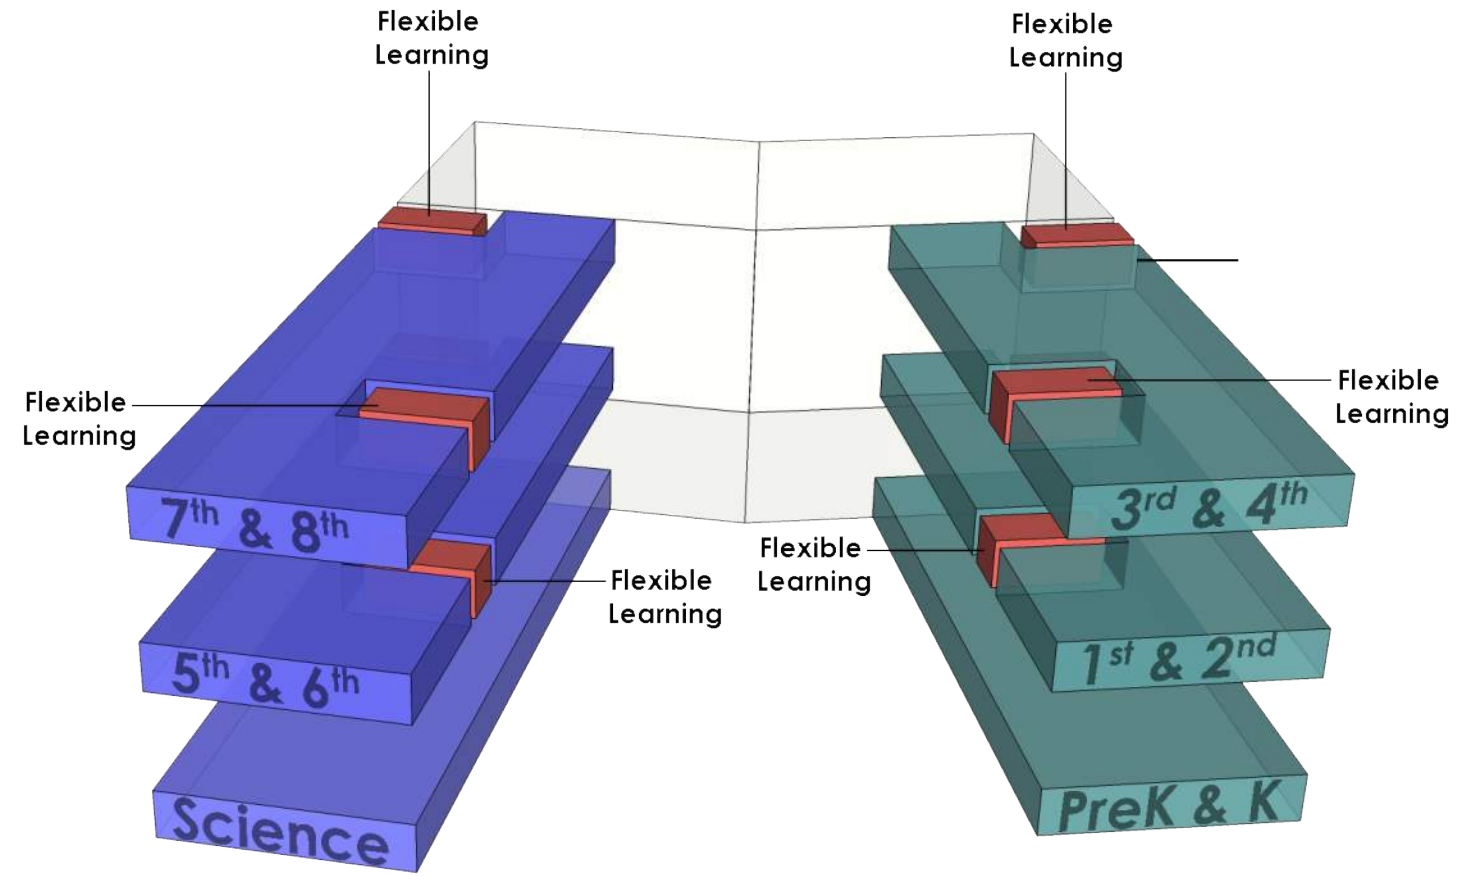 Flexible
Learning
Flexible
Learning
Flexible
Learning
Flexible
Learning
7th & 8th
3rd & 4th
Flexible
Learning
Flexible
Learning
5th & 6th
1st & 2nd
Science
PreK & K